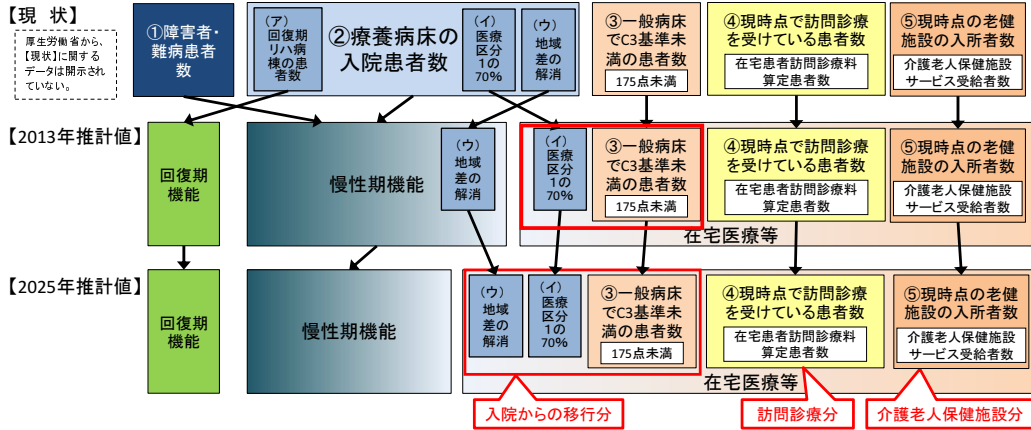 【現 状】
厚生労働省から、
【現状】に関する
データは開示され
ていない。
①障害者・
難病患者
数
（ア）
回復期
リハ病
棟の患
者数
②療養病床の
入院患者数
（イ）
医療
区分
1の
70%
（ウ）
地域
差の
解消
③一般病床
でC3基準未
満の患者数
175点未満
④現時点で訪問診療
を受けている患者数
在宅患者訪問診療料
算定患者数
⑤現時点の老健
施設の入所者数
介護老人保健施設
サービス受給者数
【2013年推計値】
回復期
機能
慢性期機能
（ウ）
地域
差の
解消
（イ）
医療
区分
1の
70%
③一般病床
でC3基準未
満の患者数
175点未満
④現時点で訪問診療
を受けている患者数
在宅患者訪問診療料
算定患者数
⑤現時点の老健
施設の入所者数
介護老人保健施設
サービス受給者数
在宅医療等
【2025年推計値】
回復期
機能
慢性期機能
（ウ）
地域
差の
解消
（イ）
医療
区分
1の
70%
③一般病床
でC3基準未
満の患者数
175点未満
④現時点で訪問診療
を受けている患者数
在宅患者訪問診療料
算定患者数
⑤現時点の老健
施設の入所者数
介護老人保健施設
サービス受給者数
在宅医療等
入院からの移行分
訪問診療分
介護老人保健施設分